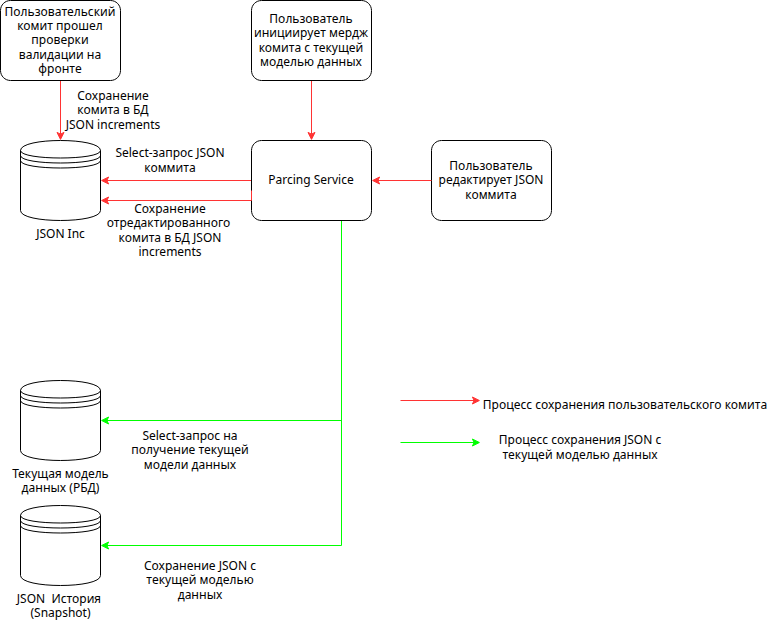 Пользовательский
комит прошел
проверки
валидации на
фронте
Пользователь
инициирует мердж
комита с текущей
моделью данных
Сохранение
комита в БД
JSON increments
Select-запрос JSON
коммита
Parcing Service
Пользователь
редактирует JSON
коммита
Сохранение
отредактированного
комита в БД JSON
increments
JSON Inc
Процесс сохранения пользовательского комита
Select-запрос на
получение текущей
модели данных
Процесс сохранения JSON с
текущей моделью данных
Текущая модель
данных (РБД)
Сохранение JSON с
текущей моделью
данных
JSON История
(Snapshot)